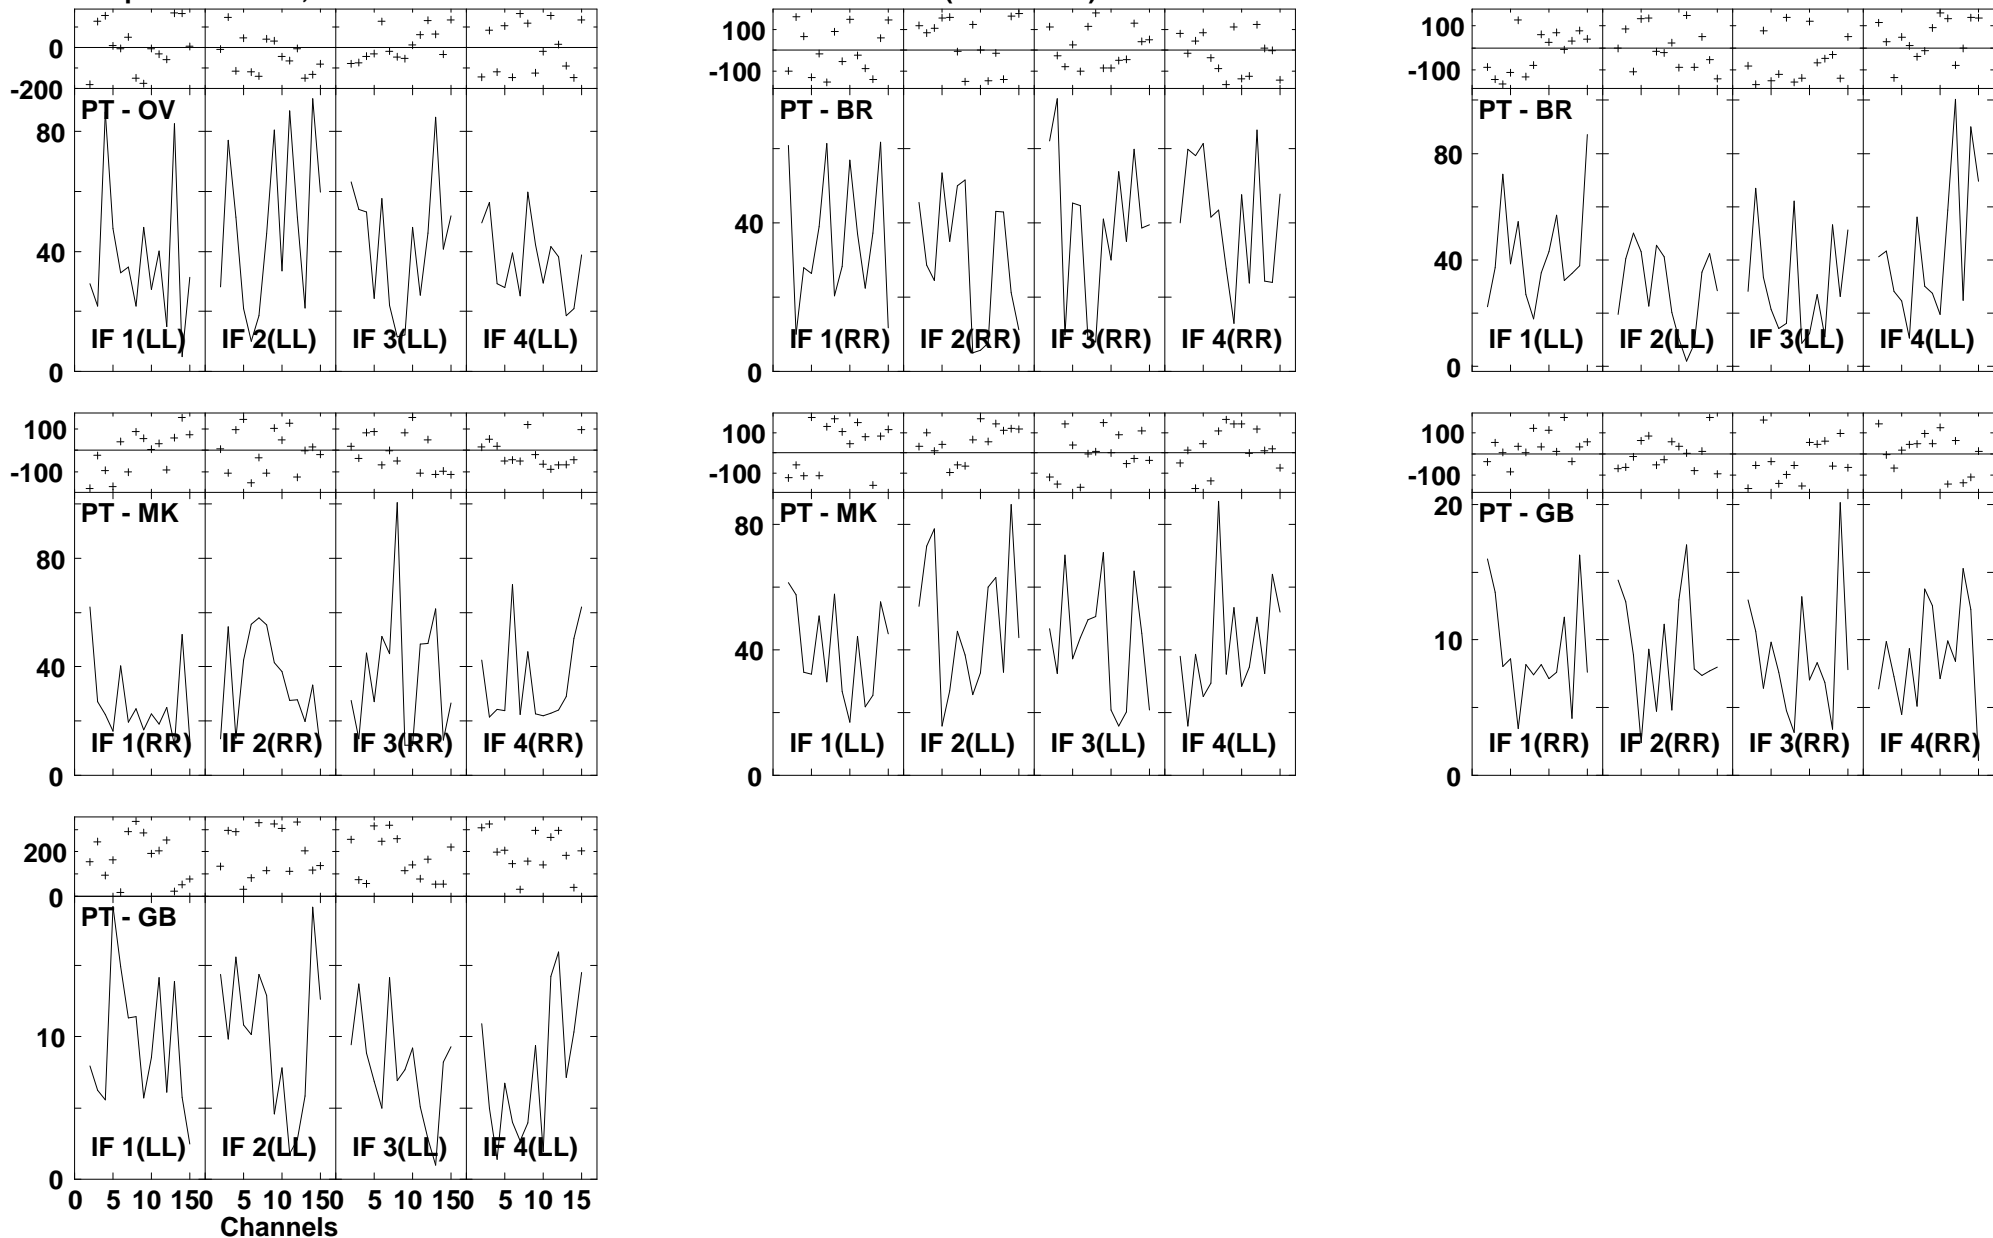 100
100
0
-100
-100
-200
PT - OV
PT - BR
PT - BR
80
80
40
40
40
IF 1(LL)
IF 2(LL)
IF 3(LL)
IF 4(LL)
IF 1(RR)
IF 2(RR)
IF 3(RR)
IF 4(RR)
IF 1(LL)
IF 2(LL)
IF 3(LL)
IF 4(LL)
0
0
0
100
100
100
-100
-100
-100
PT - MK
PT - MK
PT - GB
80
80
20
40
40
10
IF 1(RR)
IF 2(RR)
IF 3(RR)
IF 4(RR)
IF 1(LL)
IF 2(LL)
IF 3(LL)
IF 4(LL)
IF 1(RR)
IF 2(RR)
IF 3(RR)
IF 4(RR)
0
0
0
200
0
PT - GB
10
IF 1(LL)
IF 2(LL)
IF 3(LL)
IF 4(LL)
0
0 5 10 150 5 10 150 5 10 150 5 10 15
Channels